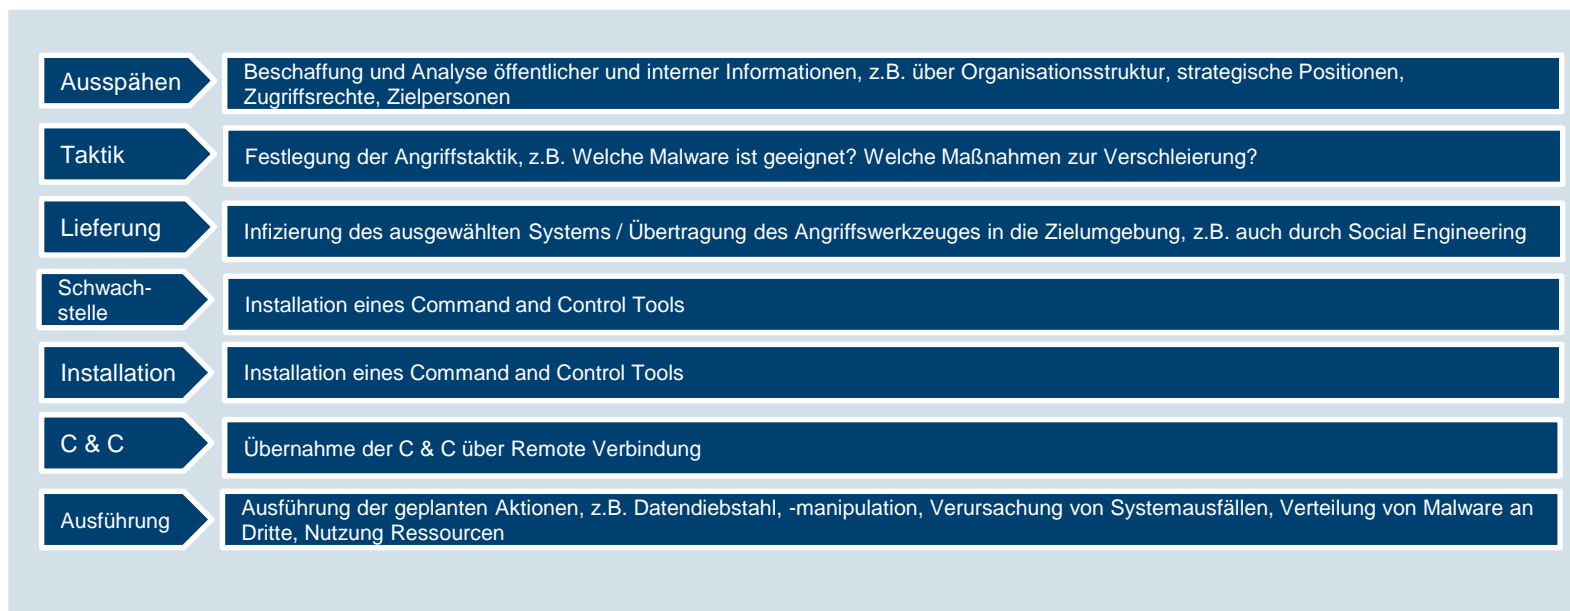 Ausspähen
Beschaffung und Analyse öffentlicher und interner Informationen, z.B. über Organisationsstruktur, strategische Positionen,
Zugriffsrechte, Zielpersonen
Taktik
Festlegung der Angriffstaktik, z.B. Welche Malware ist geeignet? Welche Maßnahmen zur Verschleierung?
Lieferung
Infizierung des ausgewählten Systems / Übertragung des Angriffswerkzeuges in die Zielumgebung, z.B. auch durch Social Engineering
Schwach-
stelle
Installation eines Command and Control Tools
Installation
Installation eines Command and Control Tools
C & C
Übernahme der C & C über Remote Verbindung
Ausführung
Ausführung der geplanten Aktionen, z.B. Datendiebstahl, -manipulation, Verursachung von Systemausfällen, Verteilung von Malware an
Dritte, Nutzung Ressourcen